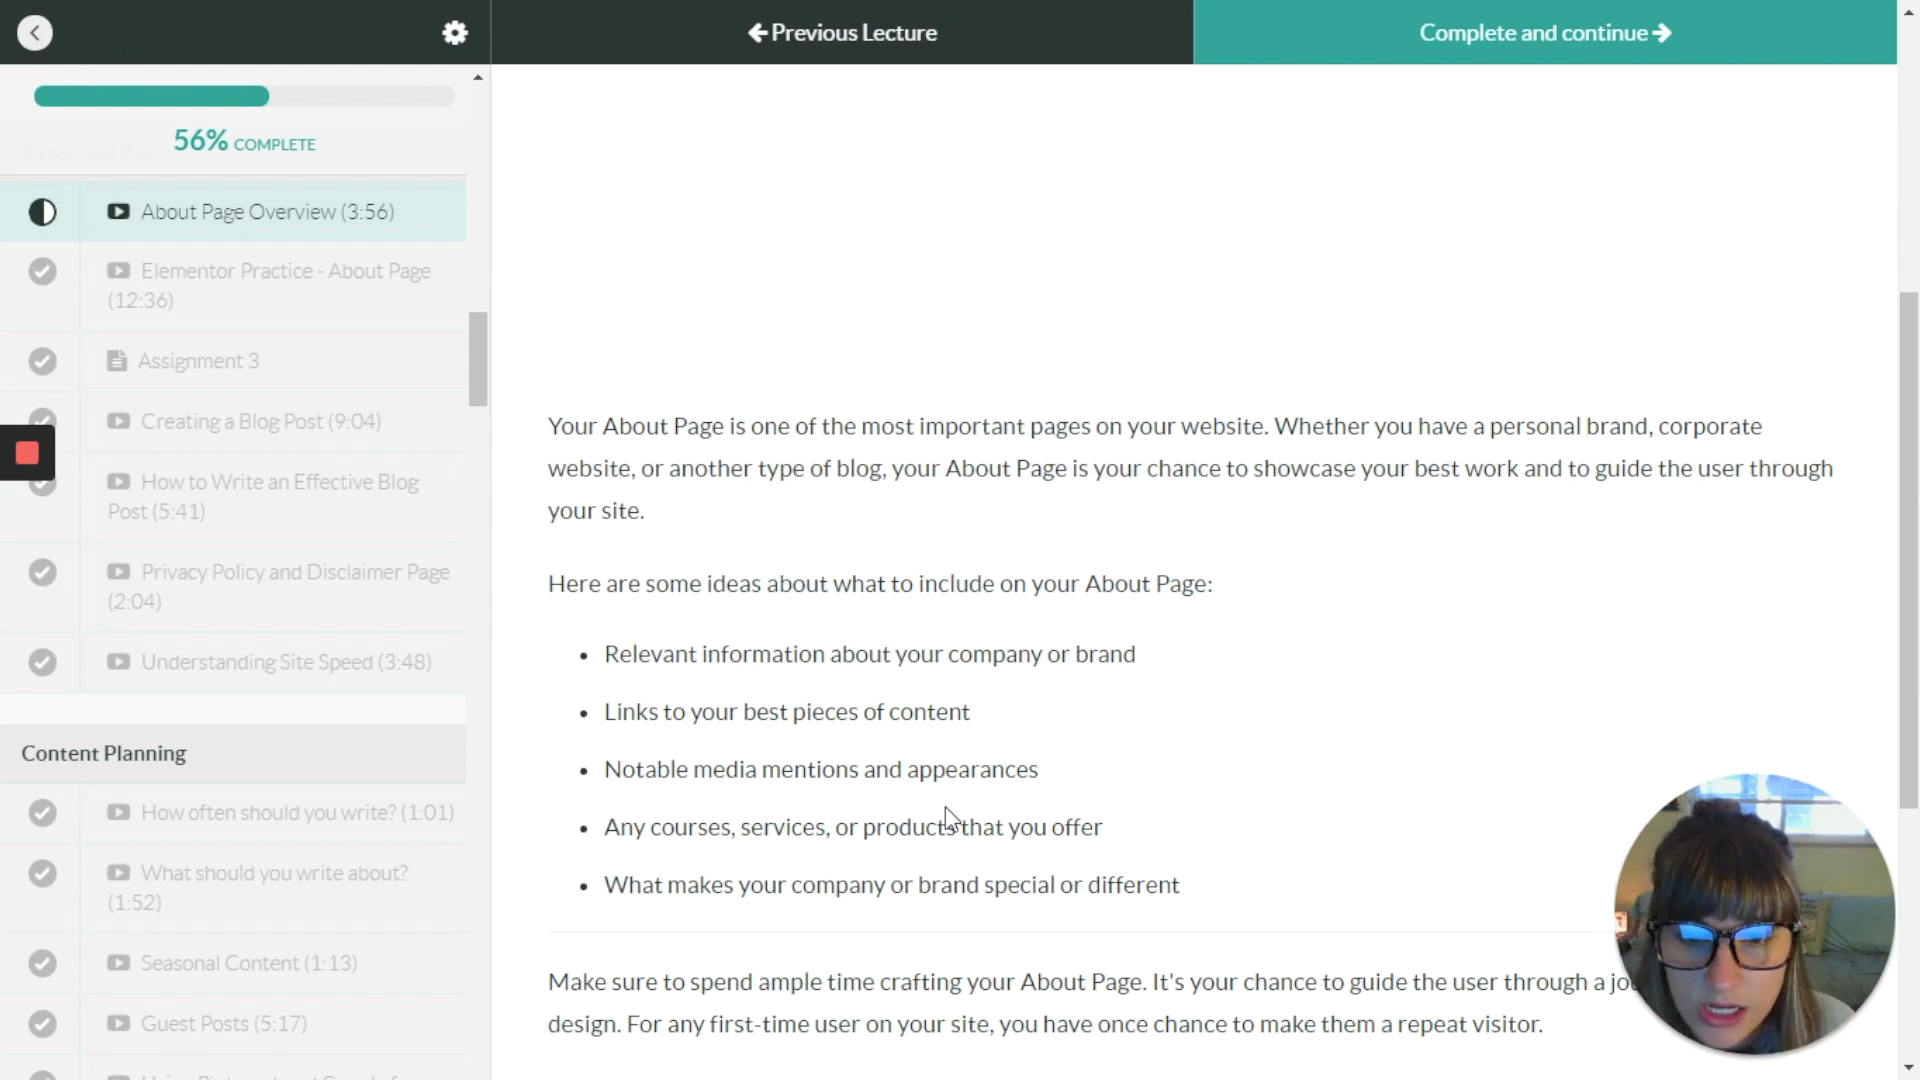 Previous Lecture
Complete and continue
56% COMPLETE
About Page Overview (3:56)
Elementor Practice - About Page
(12:36)
Assignment 3
Creating a Blog Post (9:04)
How to Write an Effective Blog
Post (5:41)
Privacy Policy and Disclaimer Page
(2:04)
Understanding Site Speed (3:48)
Content Planning
How often should you write? (1:01)
What should you write about?
(1:52)
Seasonal Content (1:13)
Guest Posts (5:17)
Your About Page is one of the most important pages on your website. Whether you have a personal brand, corporate
website, or another type of blog, your About Page is your chance to showcase your best work and to guide the user through
your site.
Here are some ideas about what to include on your About Page:
• Relevant information about your company or brand
• Links to your best pieces of content
• Notable media mentions and appearances
• Any courses, services, or products that you offer
• What makes your company or brand special or different
Make sure to spend ample time crafting your About Page. It's your chance to guide the user through a
design. For any first-time user on your site, you have once chance to make them a repeat visitor.